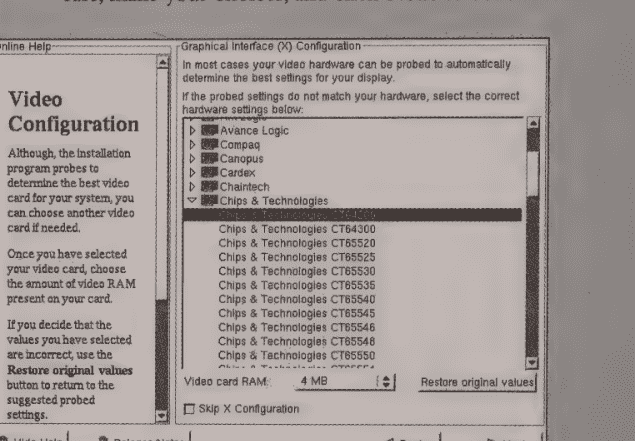 Online Help
Video
Configuration
Although, the installation
program probes to
determine the best video
card for your system, you
can choose another video
card if needed.
Once you have selected
your video card, choose
the amount of video RAM
present on your card.
If you decide that the
values you have selected
are incorrect, use the
Restore original values
button to return to the
suggested probed
settings.
Graphical Interface (X) Configuration
In most cases your video hardware can be probed to automatically
determine the best settings for your display.
If the probed settings do not match your hardware, select the correct
hardware settings below:
Avance Logic
Compaq
Canopus
Cardex
Chaintech
Chips & Technologies
Chips & Technologies CT64200
Chips & Technologies CT64300
Chips & Technologies CT65520
Chips & Technologies CT65525
Chips & Technologies CT65530
Chips & Technologies CT65535
Chips & Technologies CT65540
Chips & Technologies CT65545
Chips & Technologies CT65546
Chips & Technologies CT65548
Chips & Technologies CT65550
Video card RAM: 4 MB Restore original values
Skip X Configuration